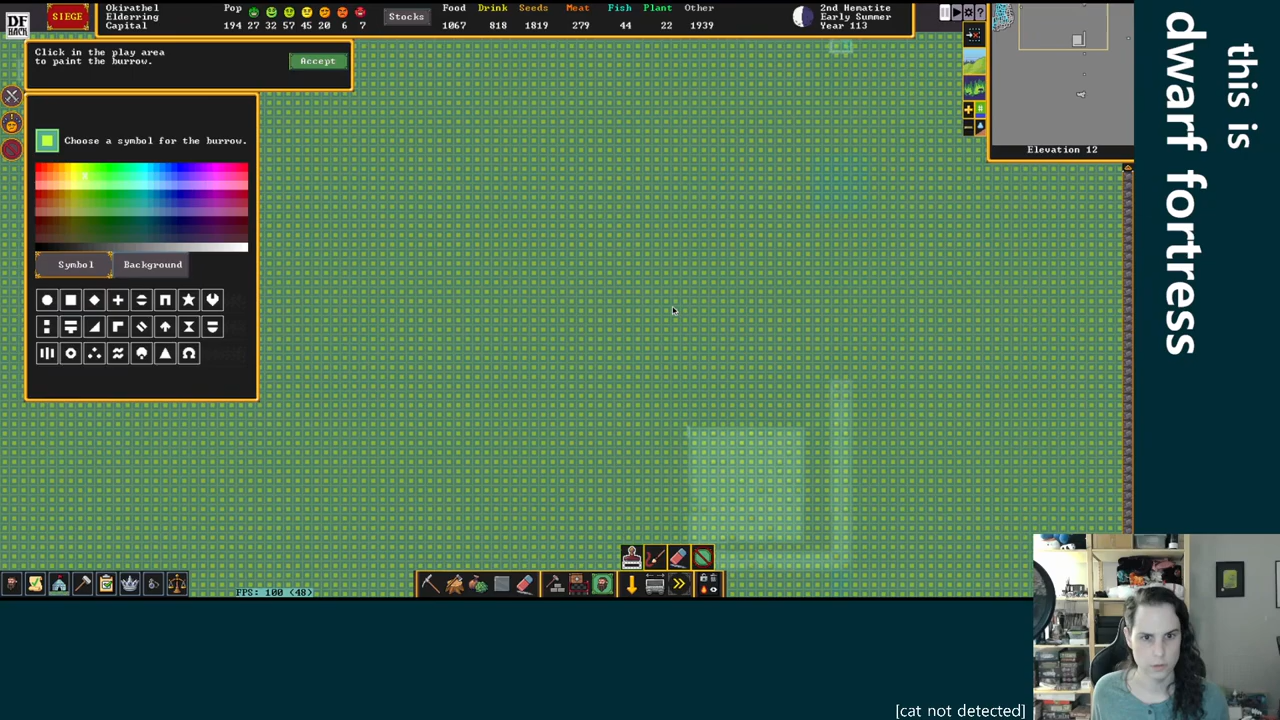 DF
HACK
SIEGE
Okirathel
Elderring
Capital
Pop
194 27 32 57 45 20 6 7
Stocks
Food
1067
Drink
818
Seeds
1819
Meat
279
Fish
44
Plant
22
Other
1939
2nd Hematite
Early Summer
Year 113
Click in the play area
to paint the burrow.
Accept
Choose a symbol for the burrow.
Symbol
Background
Elevation 12
FPS: 100 (48)
this is
dwarf fortress
[cat not detected]